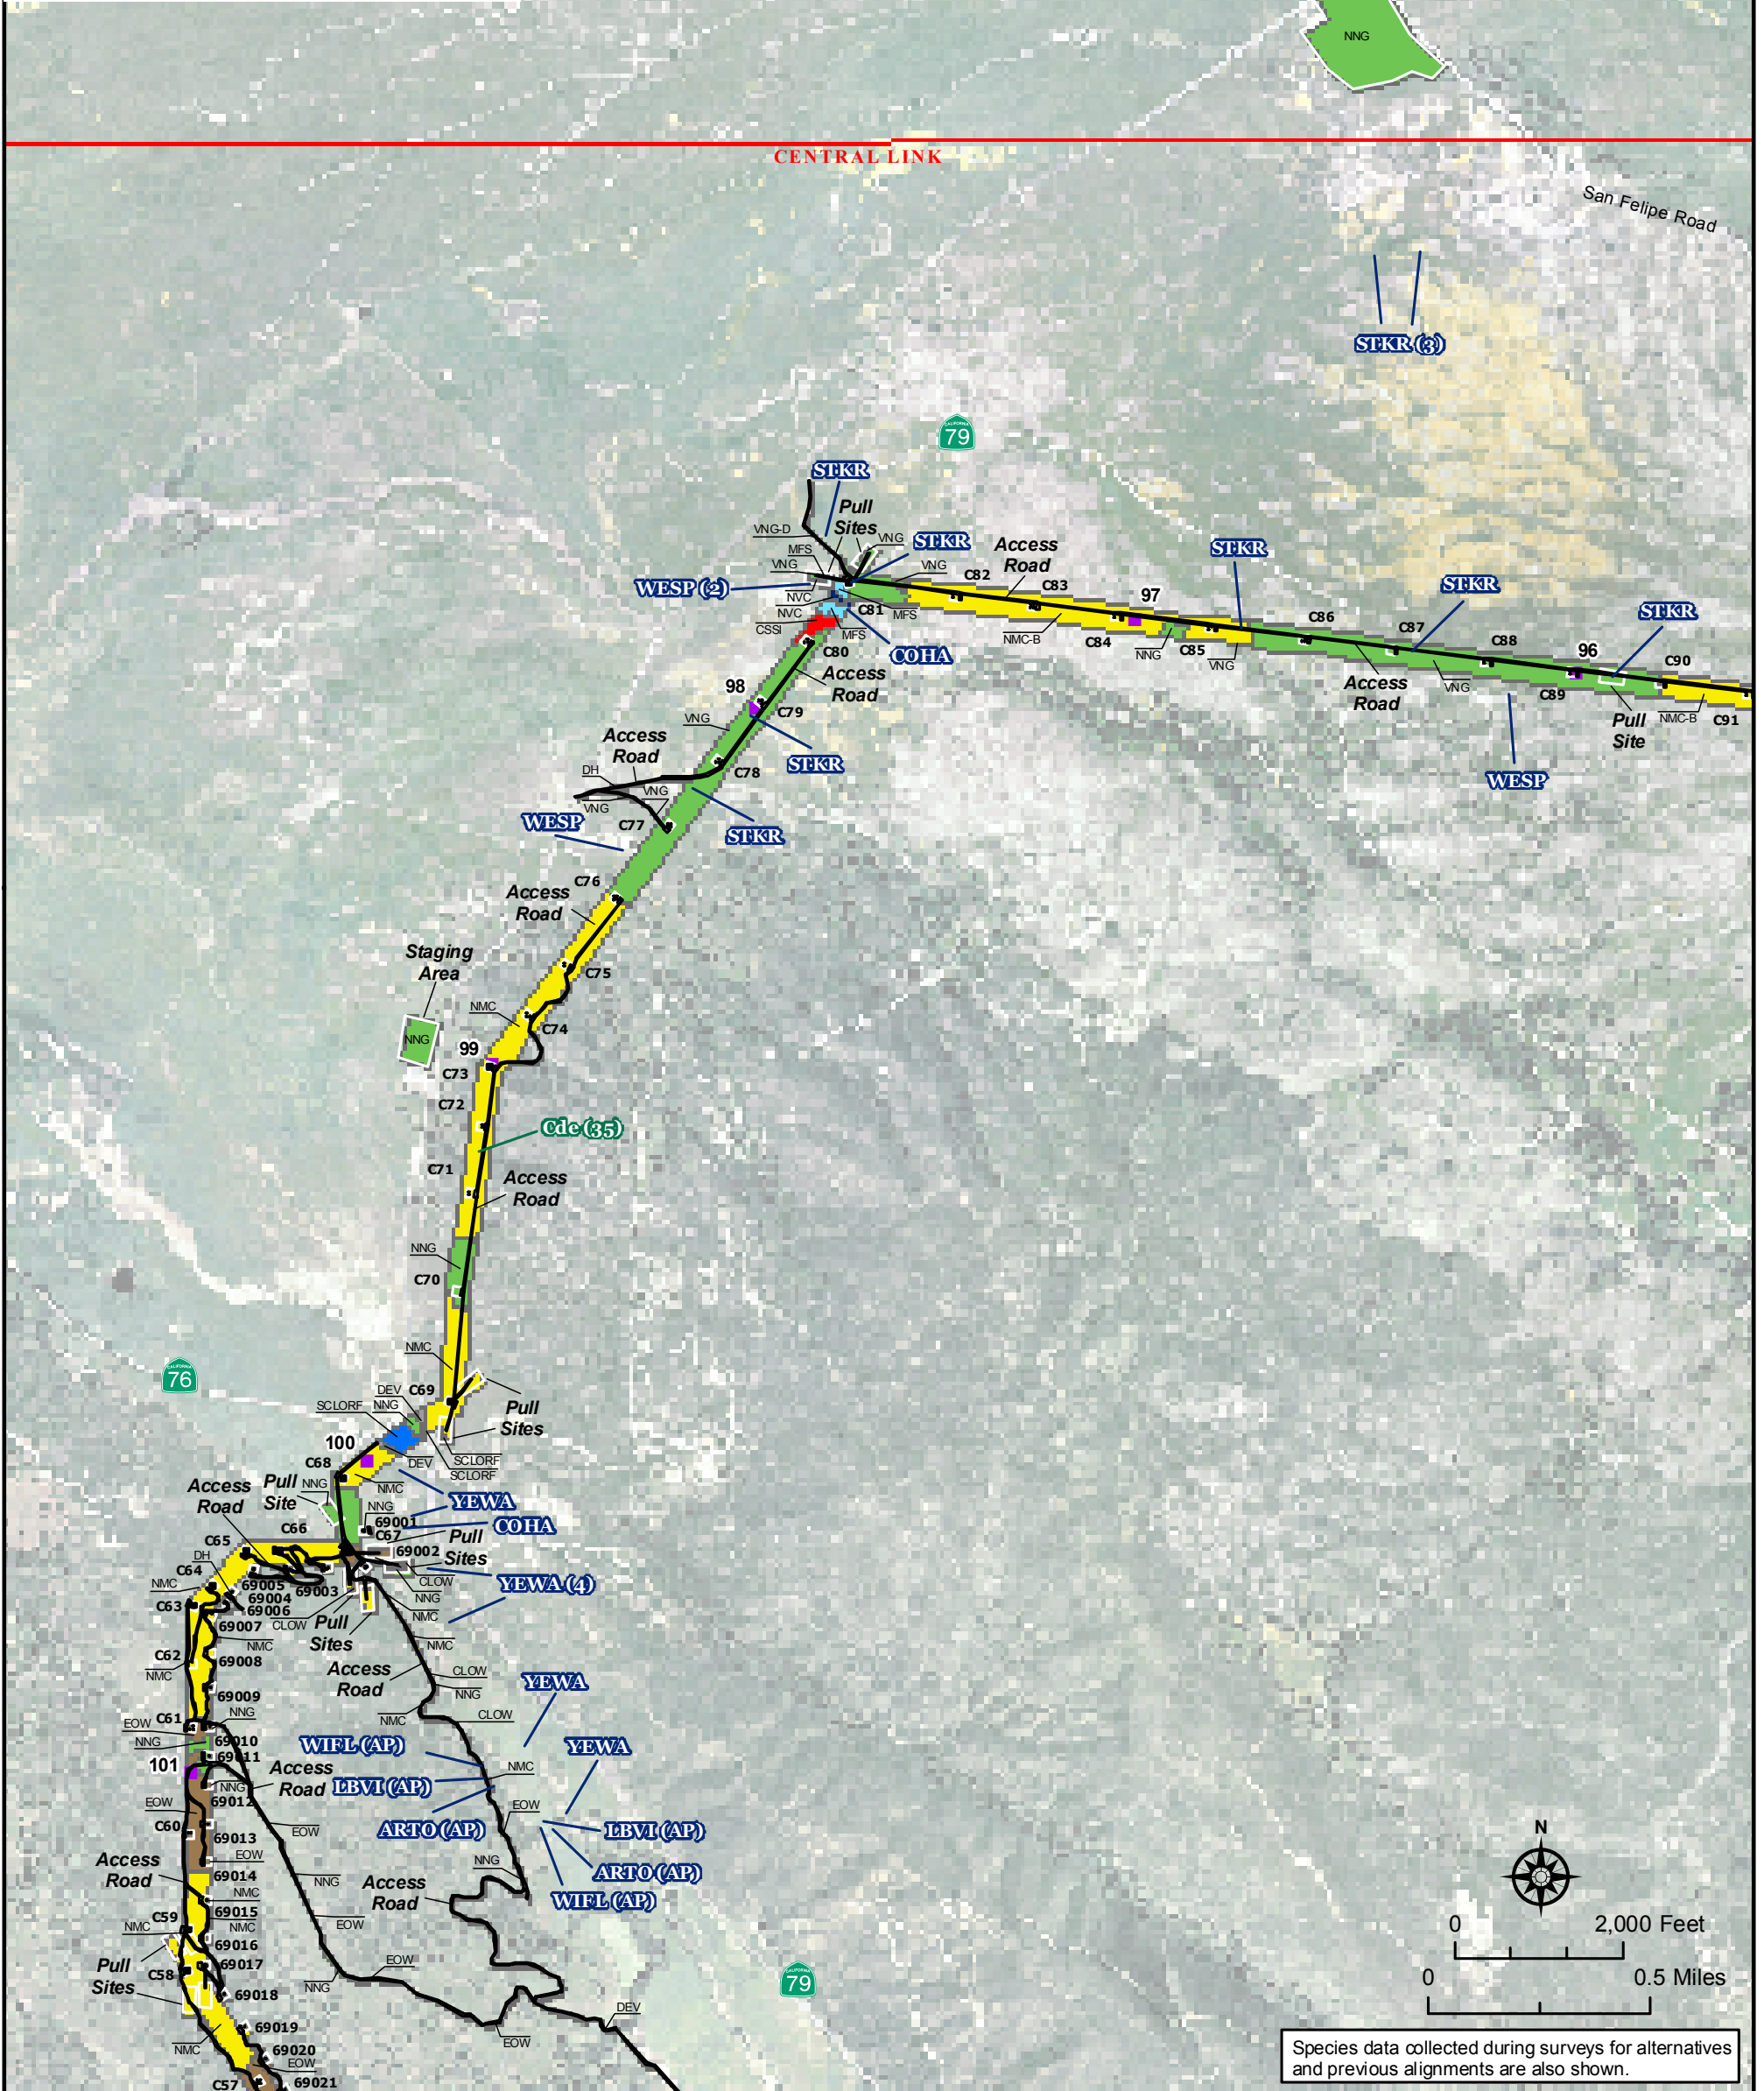 NNG
CENTRAL LINK
San Felipe Road
STKR (3)
CALIFORNIA
79
STKR
Pull
Sites
VNG-D
VNG
STKR
Access
Road
STKR
MFS
VNG
VNG
C82
C83
97
STKR
STKR
WESP (2)
NVC
NVC
C81
MFS
C86
C87
C88
96
C90
CSSI
MFS
NMC-B
C84
NNG
C85
VNG
C80
COHA
Access
Road
Access
Road
VNG
C89
Pull
Site
NMC-B
C91
98
C79
VNG
STKR
WESP
Access
Road
C78
DH
VNG
VNG
C77
WESP
STKR
C76
Access
Road
Staging
Area
C75
NMC
C74
NNG
99
C73
C72
Cde (35)
C71
Access
Road
NNG
C70
NMC
CALIFORNIA
76
DEV
C69
SCLORF
NNG
Pull
Sites
100
DEV
SCLORF
SCLORF
C68
NMC
Access
Road
Pull
Site
NNG
YEWA
NNG
69001
COHA
C67
Pull
Sites
C66
C65
69002
DH
C64
CLOW
YEWA (4)
NMC
69005
69003
69004
NNG
C63
69006
CLOW
NMC
69007
Pull
Sites
NMC
NMC
C62
69008
NMC
Access
Road
CLOW
NNG
YEWA
69009
NMC
CLOW
C61
NNG
EOW
NNG
69010
WIFL (AP)
YEWA
69011
101
Access
Road
NMC
NNG
LBVI (AP)
69012
EOW
EOW
C60
EOW
ARTO (AP)
LBVI (AP)
69013
EOW
Access
Road
NNG
ARTO (AP)
69014
NNG
Access
Road
WIFL (AP)
NMC
69015
C59
NMC
NMC
EOW
69016
Pull
Sites
69017
C58
EOW
NNG
69018
CALIFORNIA
79
DEV
69019
EOW
NMC
69020
EOW
C57
69021
N
0 2,000 Feet
0 0.5 Miles
Species data collected during surveys for alternatives
and previous alignments are also shown.